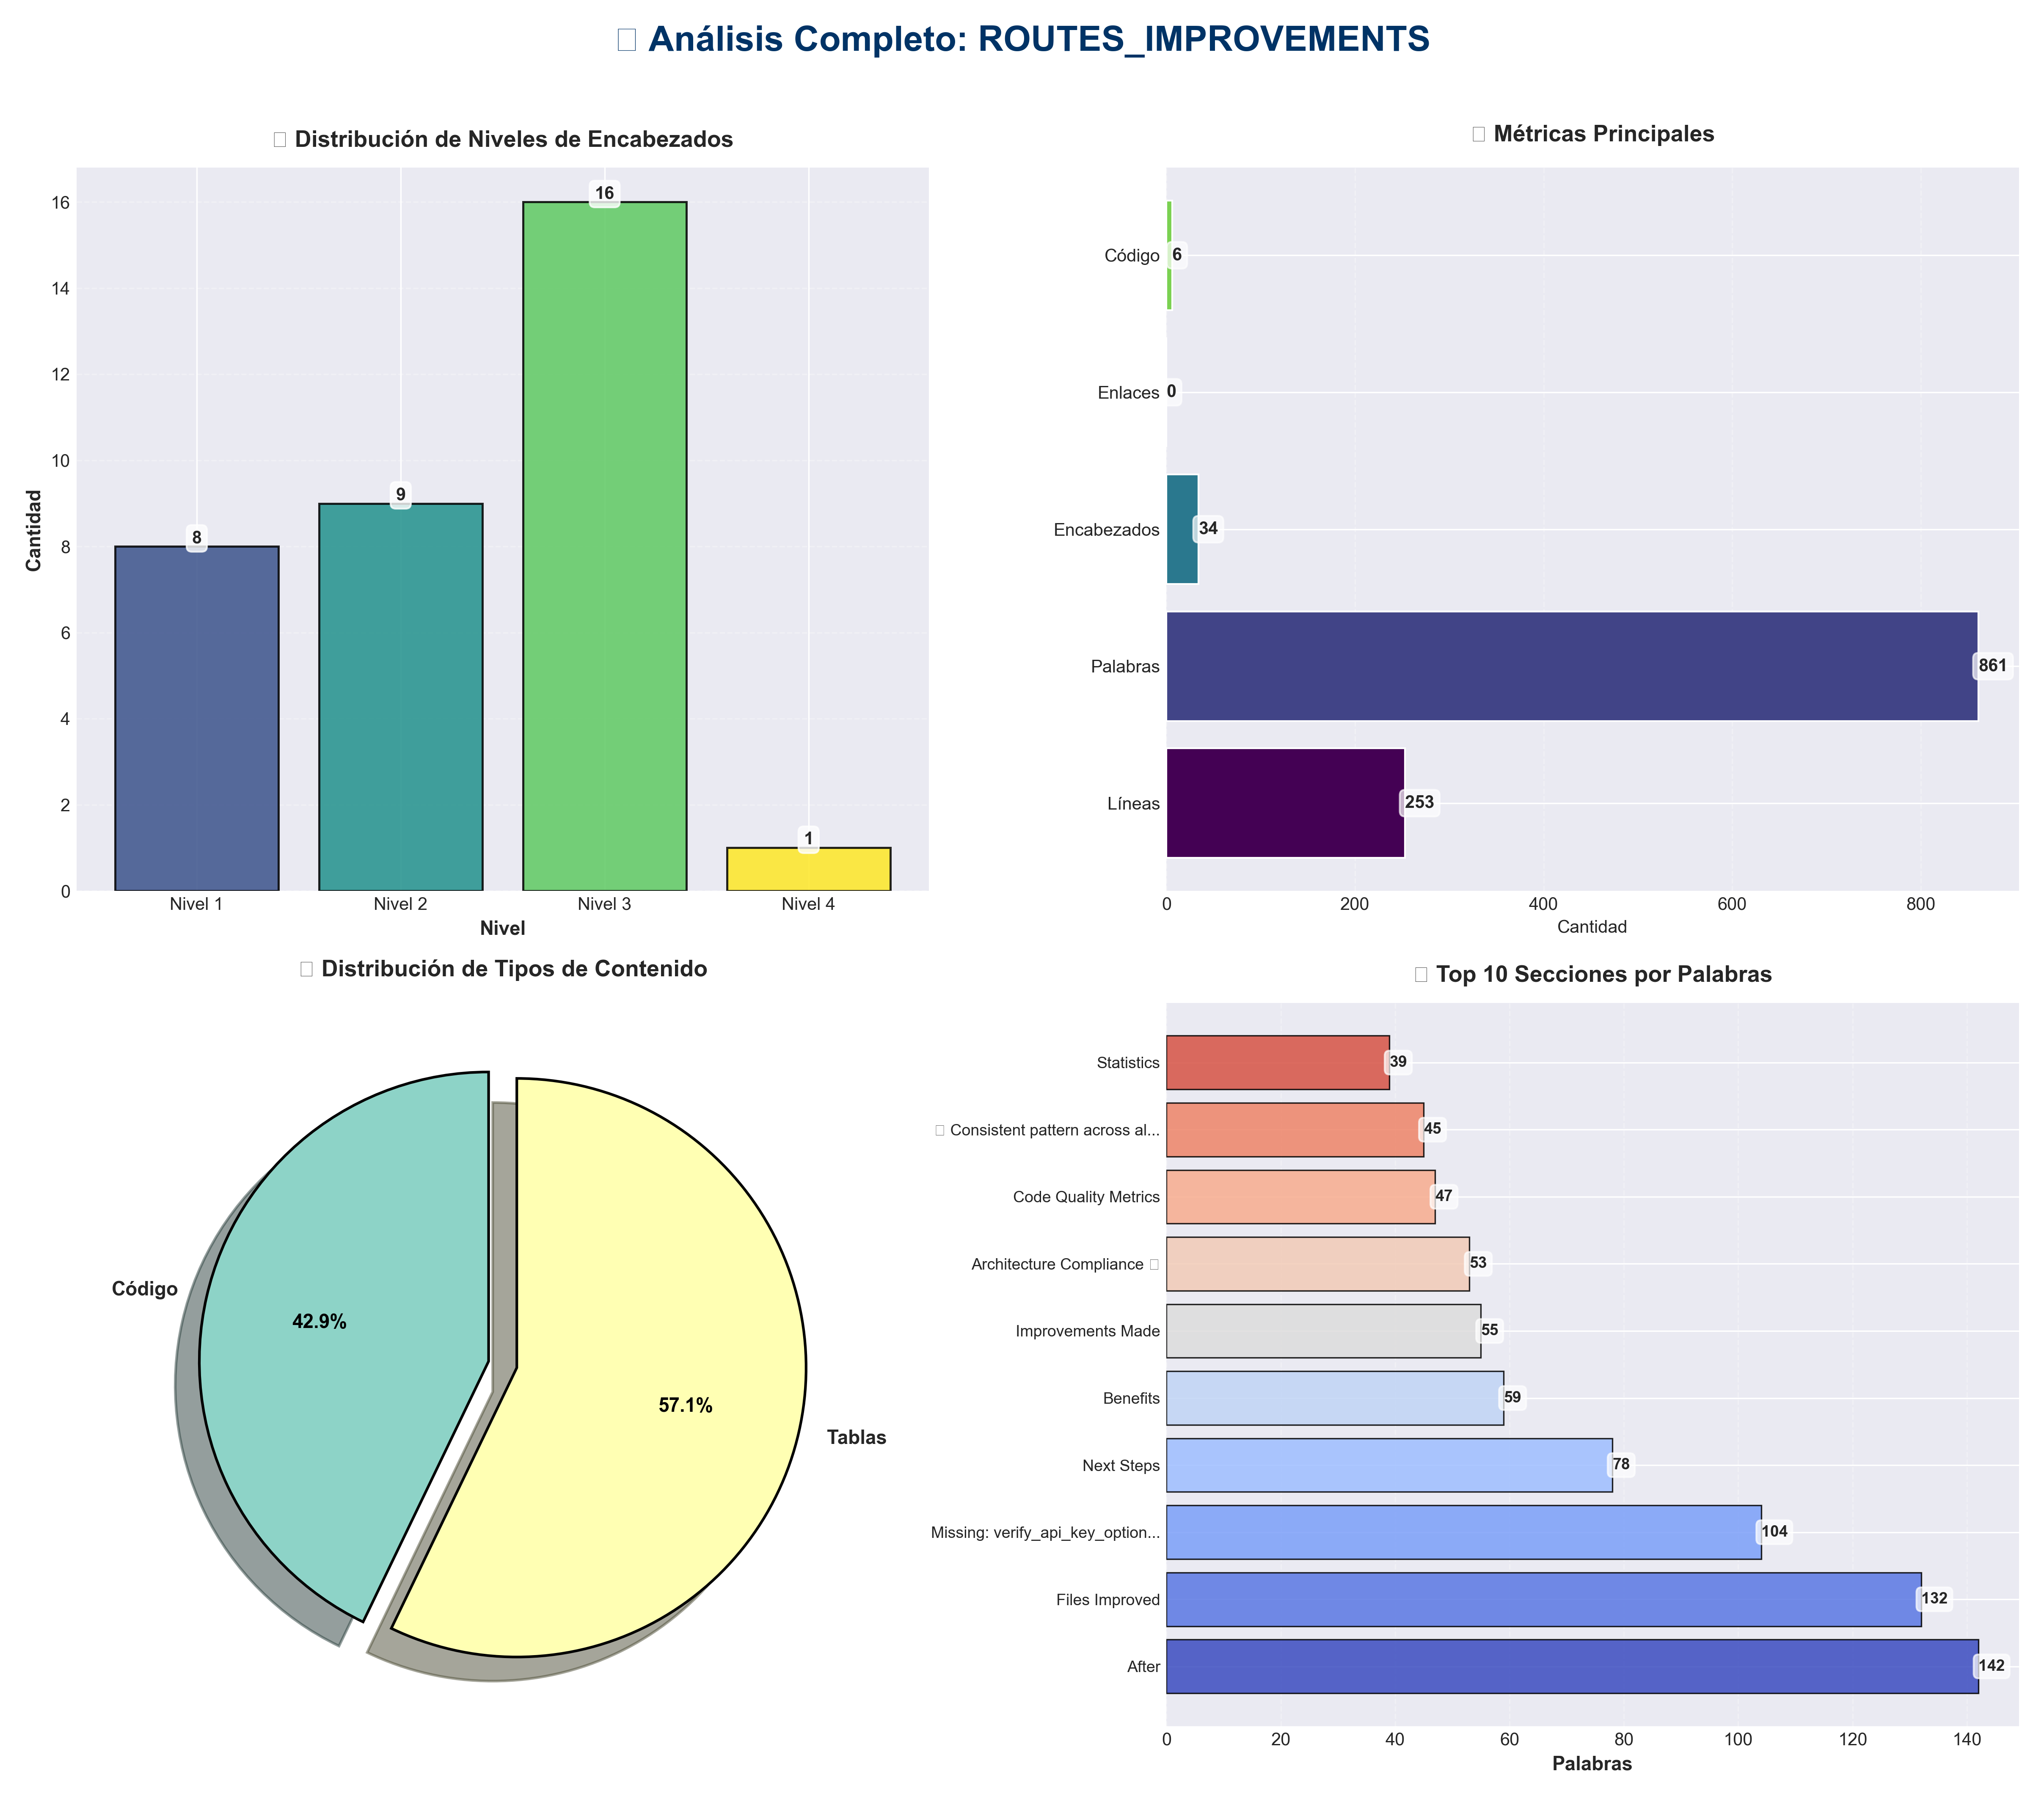 Análisis Completo: ROUTES_IMPROVEMENTS
Distribución de Niveles de Encabezados
Cantidad
16
14
12
10
8
6
4
2
0
8
9
16
1
Nivel 1
Nivel 2
Nivel 3
Nivel 4
Nivel
Métricas Principales
Código
6
Enlaces
0
Encabezados
34
Palabras
861
Líneas
253
0
200
400
600
800
Cantidad
Distribución de Tipos de Contenido
Código
42.9%
57.1%
Tablas
Top 10 Secciones por Palabras
Statistics
39
Consistent pattern across al...
45
Code Quality Metrics
47
Architecture Compliance
53
Improvements Made
55
Benefits
59
Next Steps
78
Missing: verify_api_key_option...
104
Files Improved
132
After
142
0
20
40
60
80
100
120
140
Palabras